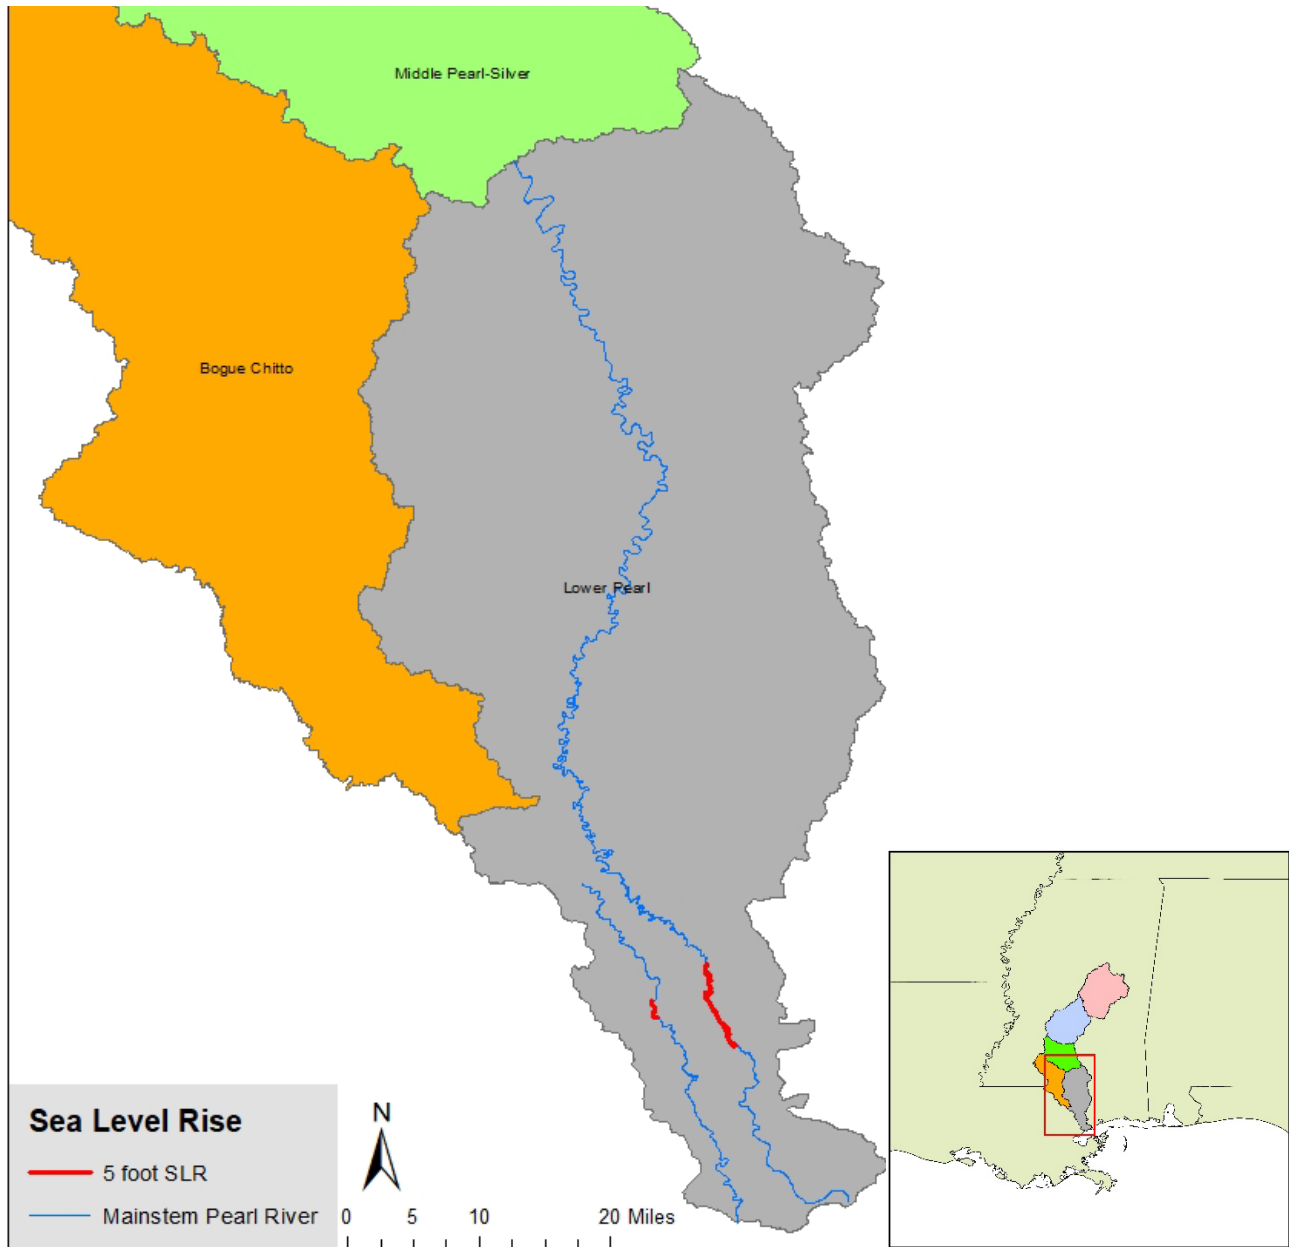 Middle Pearl-Silver
Bogue Chitto
Lower Pearl
Sea Level Rise
5 foot SLR
Mainstem Pearl River
N
0 5 10 20 Miles